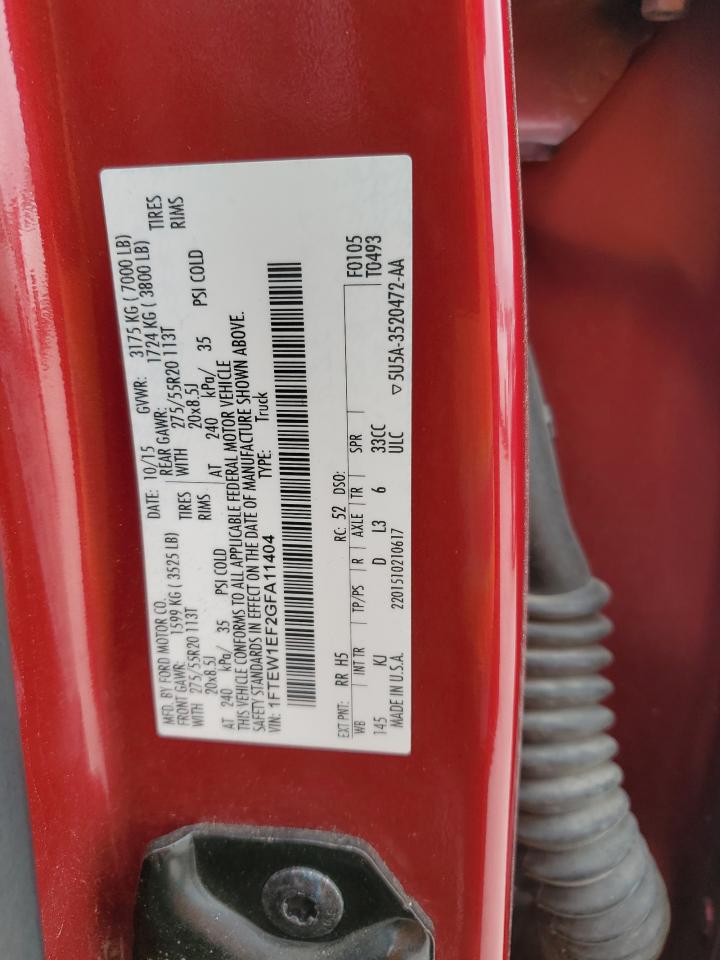 MFD. BY FORD MOTOR CO. DATE: 10/15 GVWR: 3175 KG ( 7000 LB)
FRONT GAWR: 1599 KG ( 3525 LB) REAR GAWR: 1724 KG ( 3800 LB)
WITH 275/55R20 113T TIRES WITH 275/55R20 113T TIRES
20x8.5J RIMS 20x8.5J RIMS
AT 240 kPa/ 35 PSI COLD AT 240 kPa/ 35 PSI COLD
THIS VEHICLE CONFORMS TO ALL APPLICABLE FEDERAL MOTOR VEHICLE
SAFETY STANDARDS IN EFFECT ON THE DATE OF MANUFACTURE SHOWN ABOVE.
VIN: 1FTEW1EF2GFA11404 TYPE: Truck
EXT PNT: RR H5 RC: 52 DSO: F0105
WB INT TR TP/PS R AXLE TR SPR T0493
145 KJ D L3 6 33CC
MADE IN U.S.A. 2201510210617 ULC ▽5U5A-3520472-AA